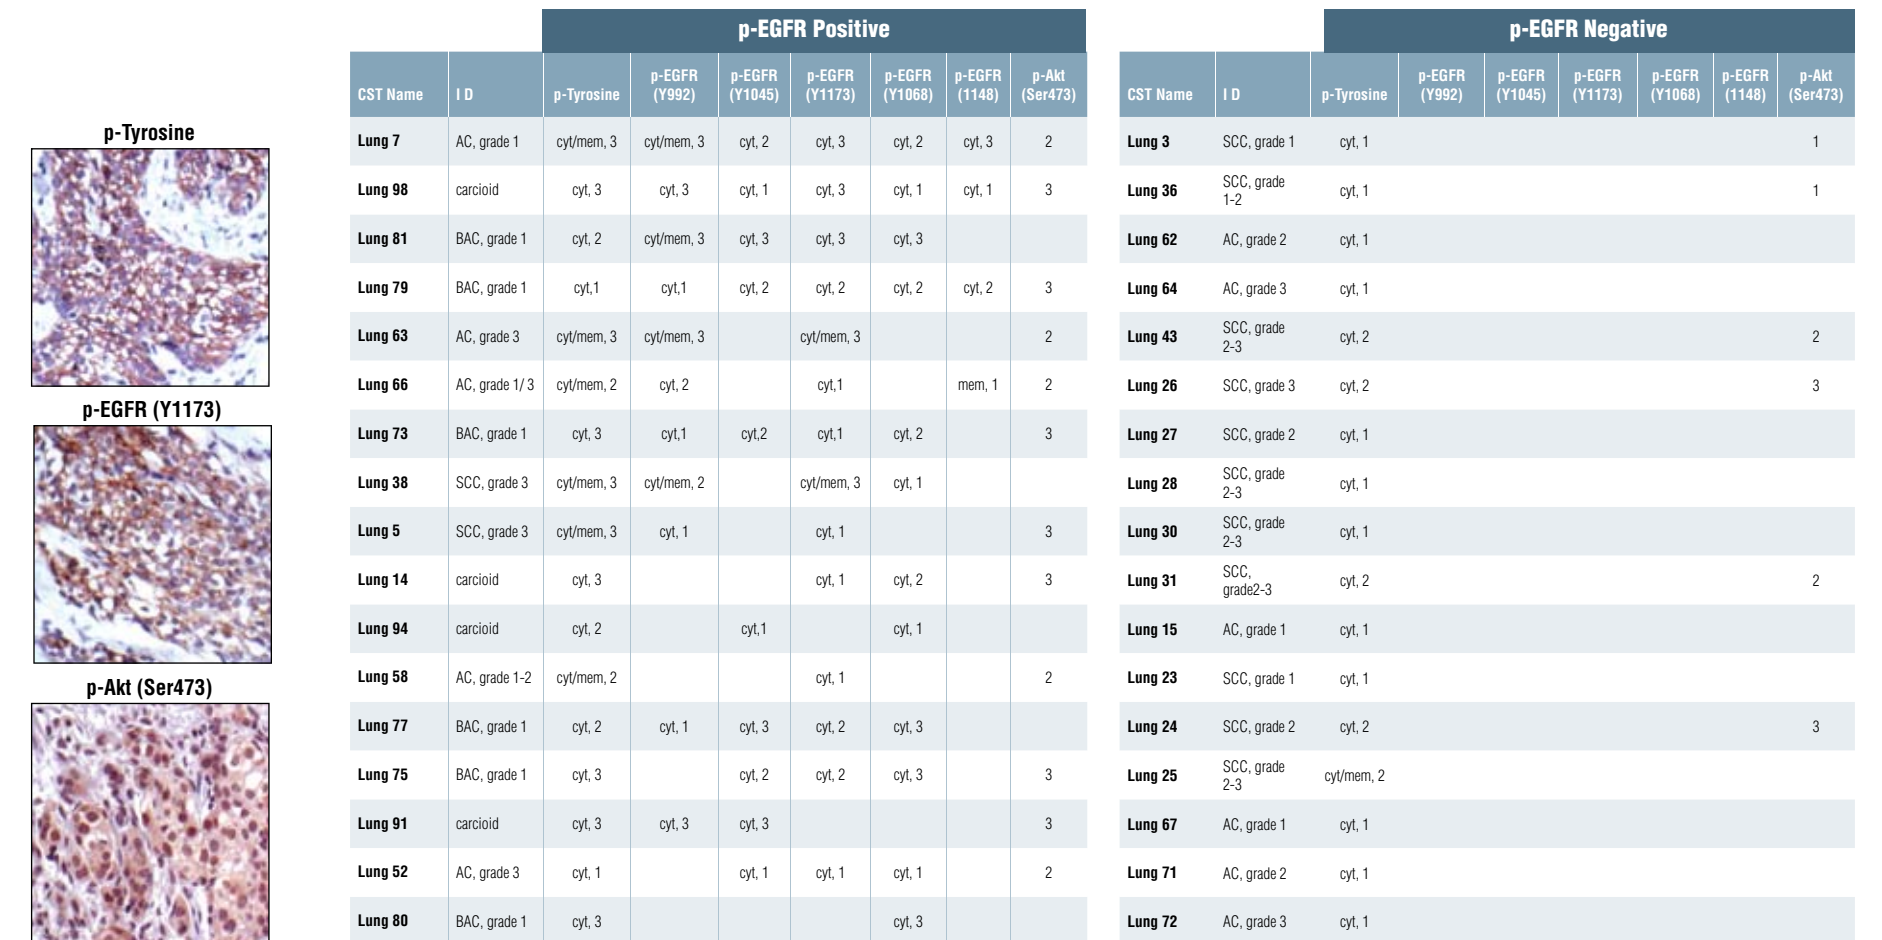 p-Tyrosine
p-EGFR (Y1173)
p-Akt (Ser473)
p-EGFR Positive
CST Name I D p-Tyrosine p-EGFR (Y992) p-EGFR (Y1045) p-EGFR (Y1173) p-EGFR (Y1068) p-EGFR (1148) p-Akt (Ser473)
Lung 7 AC, grade 1 cyt/mem, 3 cyt/mem, 3 cyt, 2 cyt, 3 cyt, 2 cyt, 3 2
Lung 98 carcioid cyt, 3 cyt, 3 cyt, 1 cyt, 3 cyt, 1 cyt, 1 3
Lung 81 BAC, grade 1 cyt, 2 cyt/mem, 3 cyt, 3 cyt, 3 cyt, 3
Lung 79 BAC, grade 1 cyt,1 cyt,1 cyt, 2 cyt, 2 cyt, 2 cyt, 2 3
Lung 63 AC, grade 3 cyt/mem, 3 cyt/mem, 3 cyt/mem, 3 2
Lung 66 AC, grade 1/ 3 cyt/mem, 2 cyt, 2 cyt,1 mem, 1 2
Lung 73 BAC, grade 1 cyt, 3 cyt,1 cyt,2 cyt,1 cyt, 2 3
Lung 38 SCC, grade 3 cyt/mem, 3 cyt/mem, 2 cyt/mem, 3 cyt, 1
Lung 5 SCC, grade 3 cyt/mem, 3 cyt, 1 cyt, 1 3
Lung 14 carcioid cyt, 3 cyt, 1 cyt, 2 3
Lung 94 carcioid cyt, 2 cyt,1 cyt, 1
Lung 58 AC, grade 1-2 cyt/mem, 2 cyt, 1 2
Lung 77 BAC, grade 1 cyt, 2 cyt, 1 cyt, 3 cyt, 2 cyt, 3
Lung 75 BAC, grade 1 cyt, 3 cyt, 2 cyt, 2 cyt, 3 3
Lung 91 carcioid cyt, 3 cyt, 3 cyt, 3 3
Lung 52 AC, grade 3 cyt, 1 cyt, 1 cyt, 1 cyt, 1 2
Lung 80 BAC, grade 1 cyt, 3 cyt, 3
p-EGFR Negative
CST Name I D p-Tyrosine p-EGFR (Y992) p-EGFR (Y1045) p-EGFR (Y1173) p-EGFR (Y1068) p-EGFR (1148) p-Akt (Ser473)
Lung 3 SCC, grade 1 cyt, 1 1
Lung 36 SCC, grade 1-2 cyt, 1 1
Lung 62 AC, grade 2 cyt, 1
Lung 64 AC, grade 3 cyt, 1
Lung 43 SCC, grade 2-3 cyt, 2 2
Lung 26 SCC, grade 3 cyt, 2 3
Lung 27 SCC, grade 2 cyt, 1
Lung 28 SCC, grade 2-3 cyt, 1
Lung 30 SCC, grade 2-3 cyt, 1
Lung 31 SCC, grade2-3 cyt, 2 2
Lung 15 AC, grade 1 cyt, 1
Lung 23 SCC, grade 1 cyt, 1
Lung 24 SCC, grade 2 cyt, 2 3
Lung 25 SCC, grade 2-3 cyt/mem, 2
Lung 67 AC, grade 1 cyt, 1
Lung 71 AC, grade 2 cyt, 1
Lung 72 AC, grade 3 cyt, 1